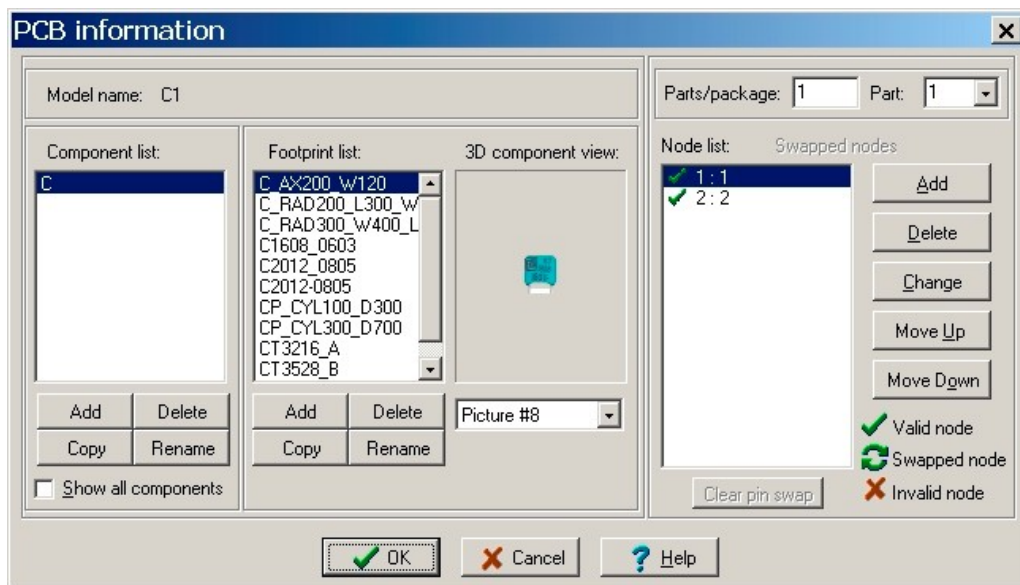 PCB information
Model name: C1
Component list:
C
Add Delete
Copy Rename
Show all components
Footprint list:
C_AX200_W120
C_RAD200_L300_W
C_RAD300_W400_L
C1608_0603
C2012_0805
C2012-0805
CP_CYL100_D300
CP_CYL300_D700
CT3216_A
CT3528_B
Add Delete
Copy Rename
3D component view:
Picture #8
Parts/package: 1 Part: 1
Node list: Swapped nodes
1 : 1
2 : 2
Add
Delete
Change
Move Up
Move Down
Valid node
Swapped node
Invalid node
Clear pin swap
OK Cancel Help